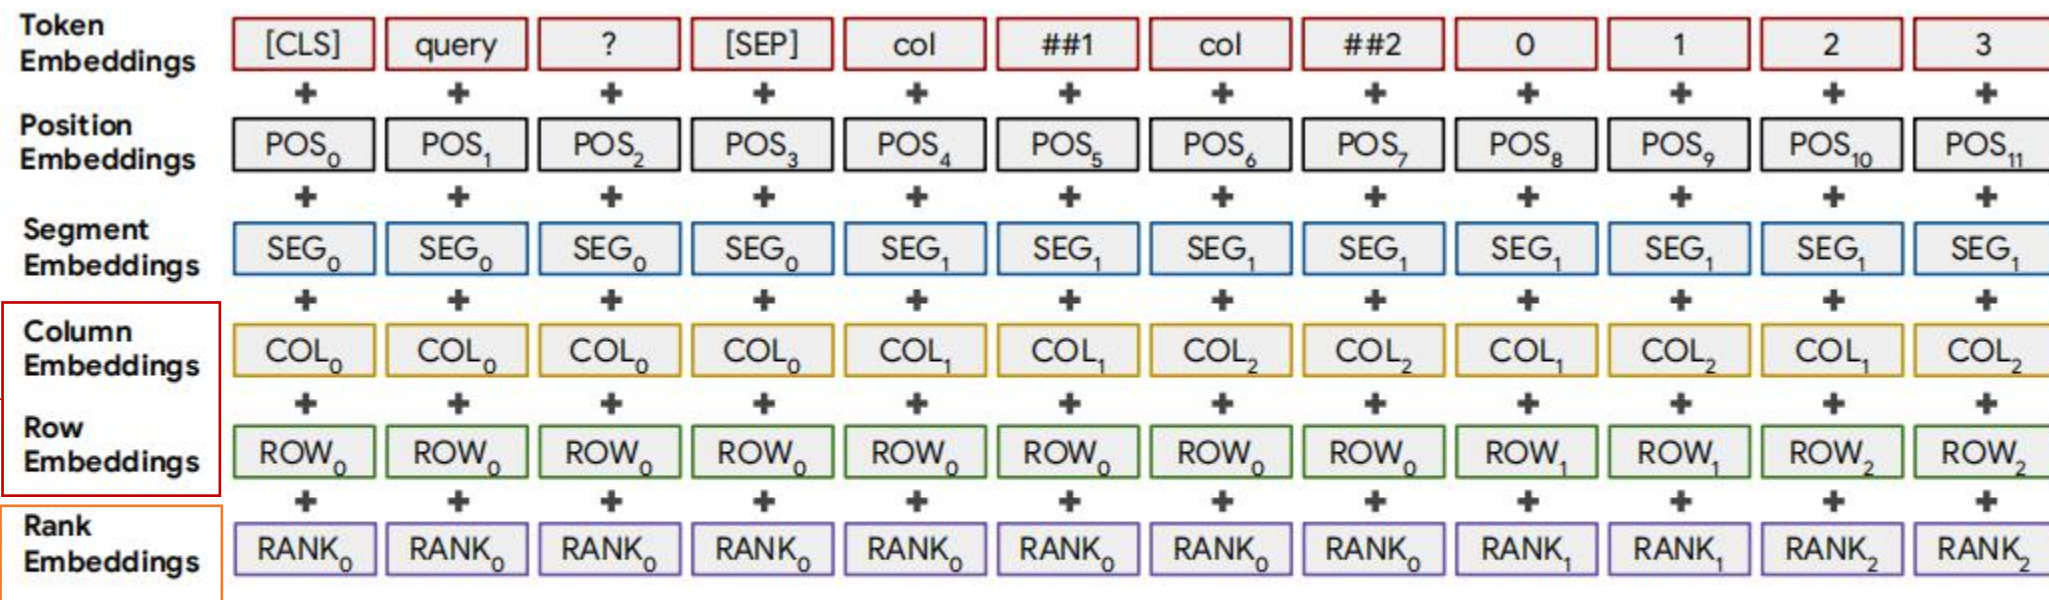 Token Embeddings [CLS] query ? [SEP] col ##1 col ##2 0 1 2 3
+ + + + + + + + + + + +
Position Embeddings POS₀ POS₁ POS₂ POS₃ POS₄ POS₅ POS₆ POS₇ POS₈ POS₉ POS₁₀ POS₁₁
+ + + + + + + + + + + +
Segment Embeddings SEG₀ SEG₀ SEG₀ SEG₀ SEG₁ SEG₁ SEG₁ SEG₁ SEG₁ SEG₁ SEG₁ SEG₁
+ + + + + + + + + + + +
Column Embeddings COL₀ COL₀ COL₀ COL₀ COL₁ COL₁ COL₂ COL₂ COL₁ COL₂ COL₁ COL₂
+ + + + + + + + + + + +
Row Embeddings ROW₀ ROW₀ ROW₀ ROW₀ ROW₀ ROW₀ ROW₀ ROW₀ ROW₁ ROW₁ ROW₂ ROW₂
+ + + + + + + + + + + +
Rank Embeddings RANK₀ RANK₀ RANK₀ RANK₀ RANK₀ RANK₀ RANK₀ RANK₀ RANK₁ RANK₁ RANK₂ RANK₂